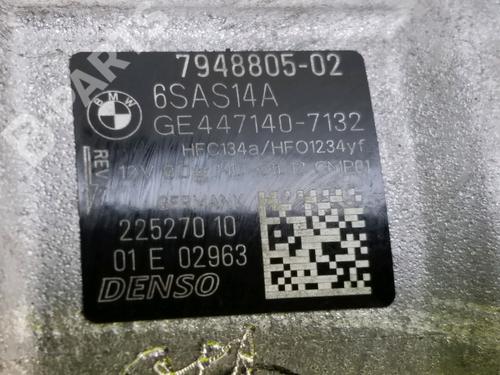 7948805-02
BMW
6SAS14A
GE447140-7132
HFC134a/HFO1234yf
REV
12V
GERMANY
22527010
01 E 02963
DENSO